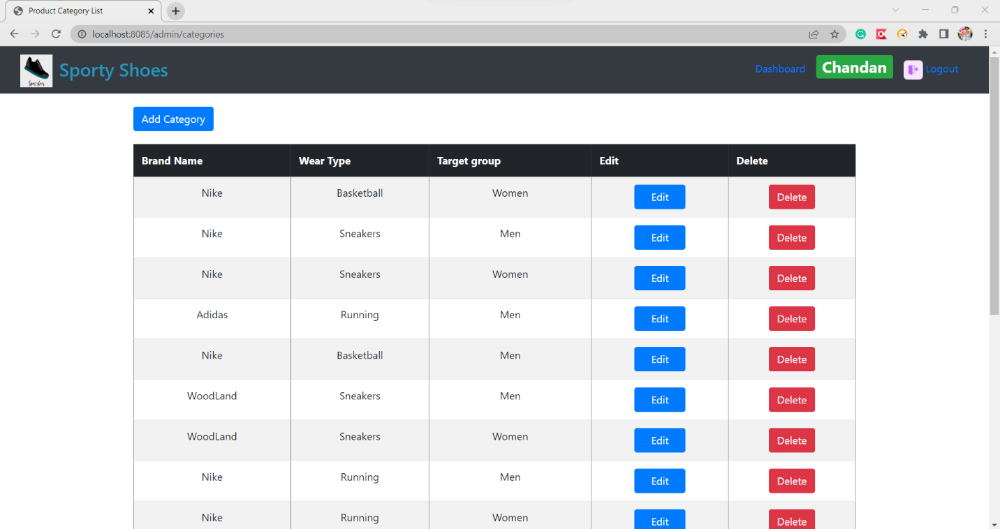 Product Category List
localhost:8085/admin/categories
Sporty Shoes
Dashboard Chandan Logout
Add Category
Brand Name Wear Type Target group Edit Delete
Nike Basketball Women Edit Delete
Nike Sneakers Men Edit Delete
Nike Sneakers Women Edit Delete
Adidas Running Men Edit Delete
Nike Basketball Men Edit Delete
WoodLand Sneakers Men Edit Delete
WoodLand Sneakers Women Edit Delete
Nike Running Men Edit Delete
Nike Running Women Edit Delete